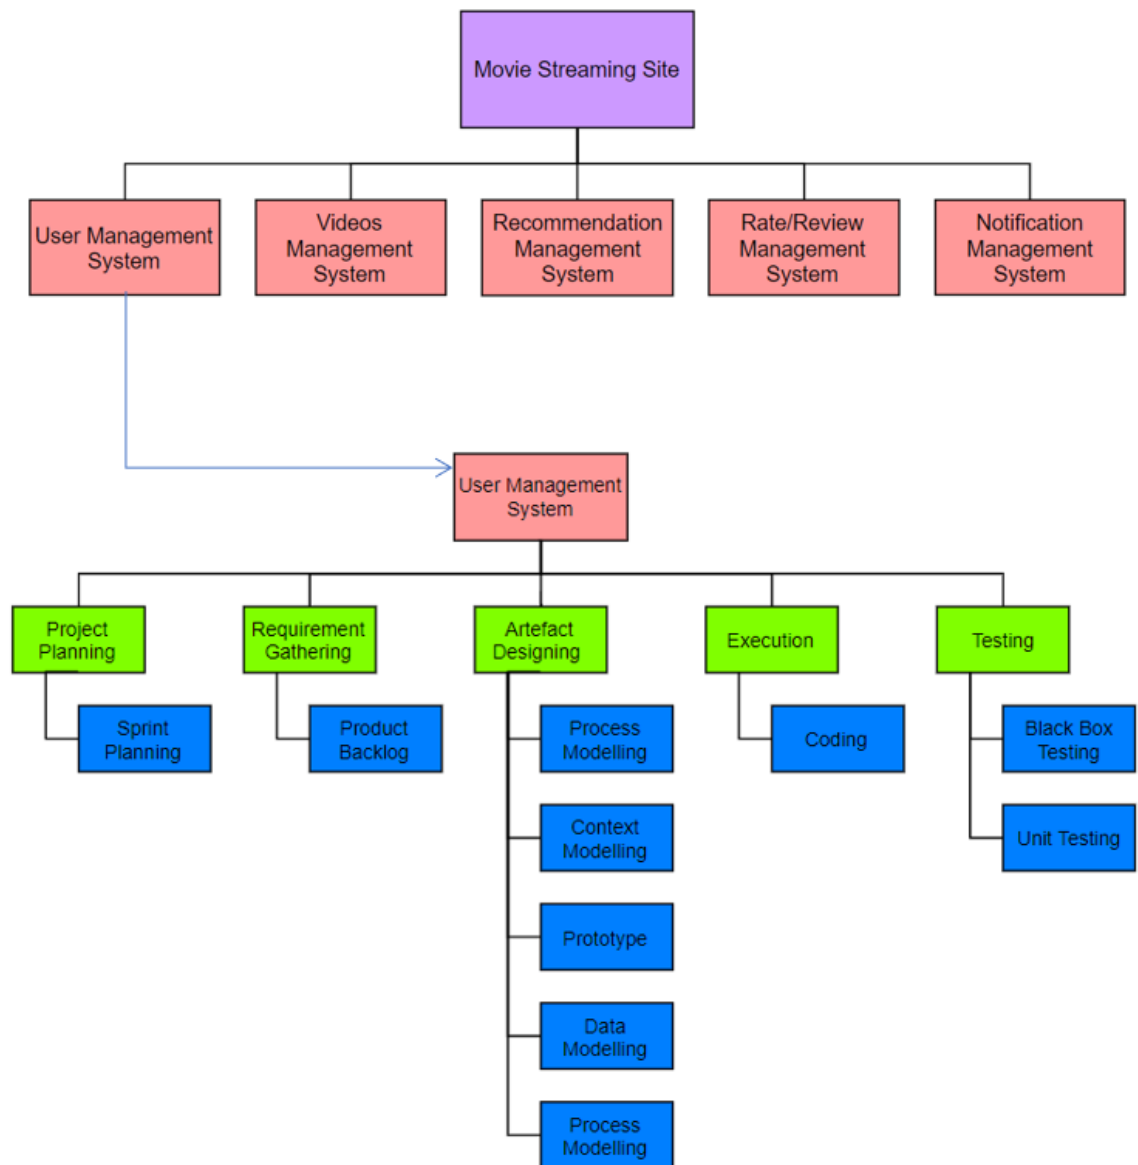 Movie Streaming Site
User Management
System
Videos
Management
System
Recommendation
Management
System
Rate/Review
Management
System
Notification
Management
System
User Management
System
Project
Planning
Requirement
Gathering
Artefact
Designing
Execution
Testing
Sprint
Planning
Product
Backlog
Process
Modelling
Coding
Black Box
Testing
Context
Modelling
Unit Testing
Prototype
Data
Modelling
Process
Modelling